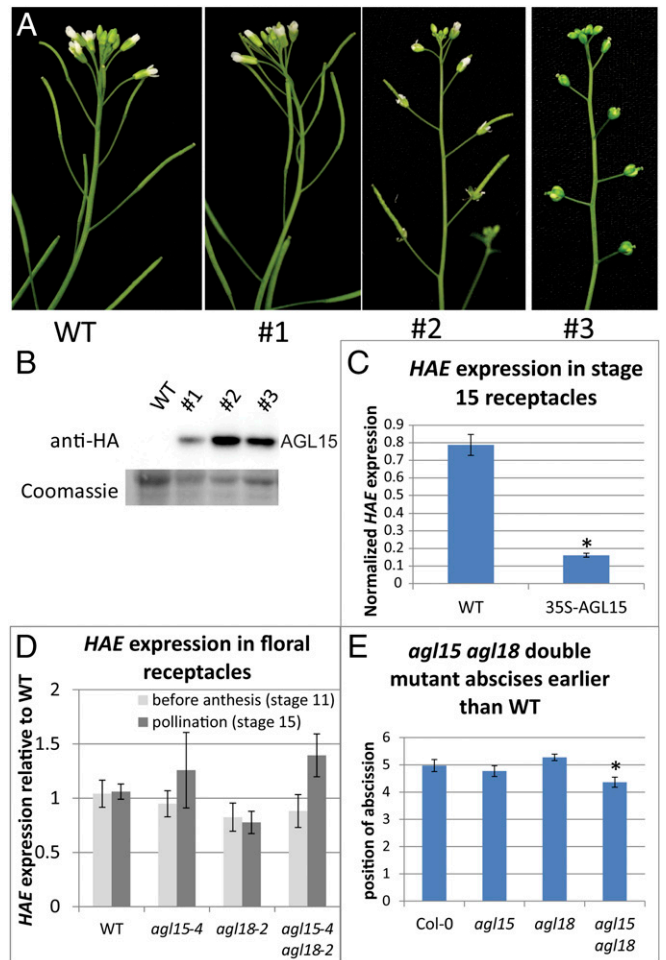 A
WT
#1
#2
#3
B
WT
#1
#2
#3
anti-HA
AGL15
Coomassie
C
HAE expression in stage
15 receptacles
Normalized HAE expression
0.9
0.8
0.7
0.6
0.5
0.4
0.3
0.2
0.1
0
*
WT
35S-AGL15
D
HAE expression in floral
receptacles
HAE expression relative to WT
2
1.5
1
0.5
0
before anthesis (stage 11)
pollination (stage 15)
WT
agl15-4
agl18-2
agl15-4
agl18-2
E
agl15 agl18 double
mutant abscises earlier
than WT
position of abscission
6
5
4
3
2
1
0
*
Col-0
agl15
agl18
agl15
agl18